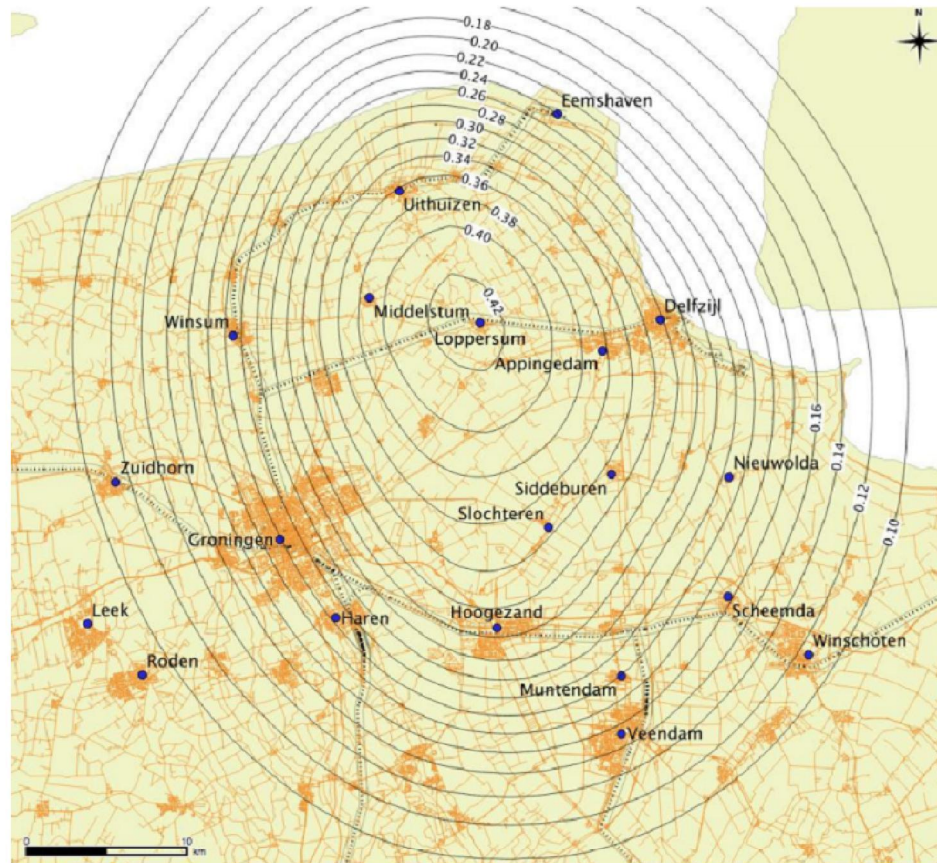 N
0.18
0.20
0.22
0.24
0.26
0.28
0.30
0.32
0.34
0.36
0.38
0.40
0.42
Eemshaven
Uithuizen
Middelstum
Winsum
Loppersum
Delfzijl
Appingedam
0.16
0.14
0.12
0.10
Zuidhorn
Nieuwolda
Siddeburen
Slochteren
Groningen
Leek
Haren
Hoogezand
Scheemda
Roden
Winschoten
Muntendam
Veendam
0 10
km